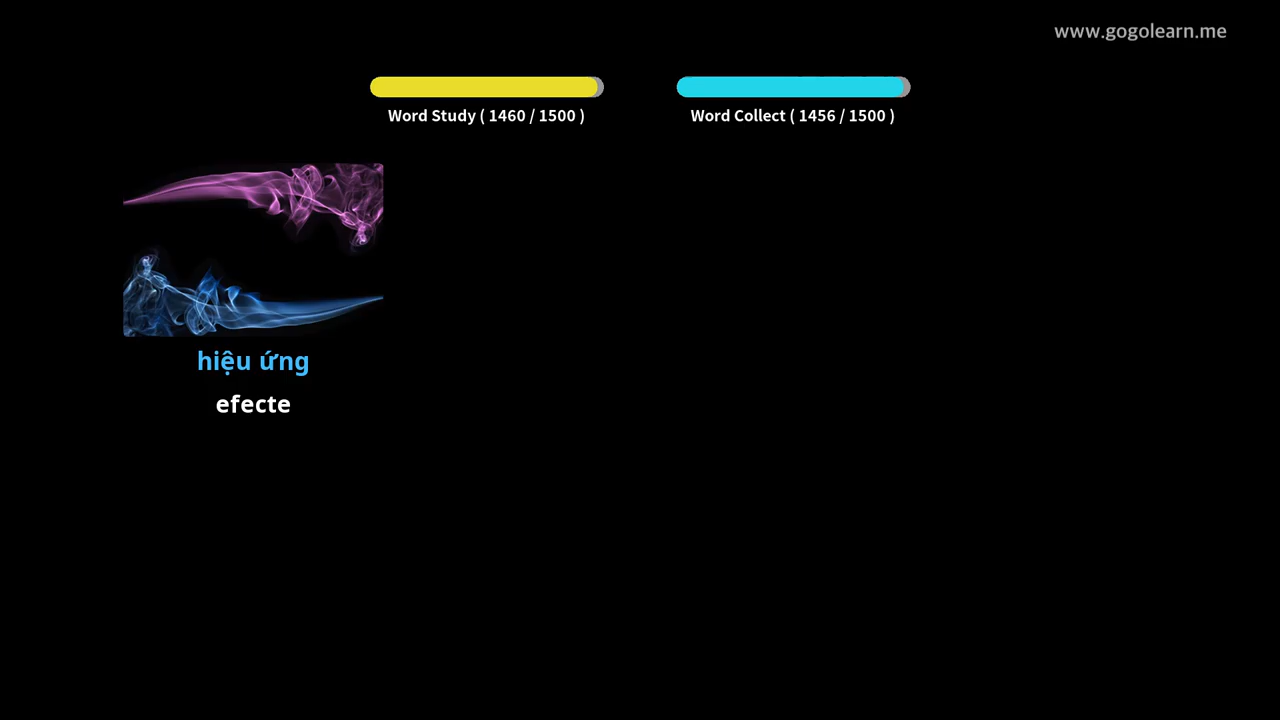 www.gogolearn.me
Word Study ( 1460 / 1500 )
Word Collect ( 1456 / 1500 )
hiệu ứng
efecte